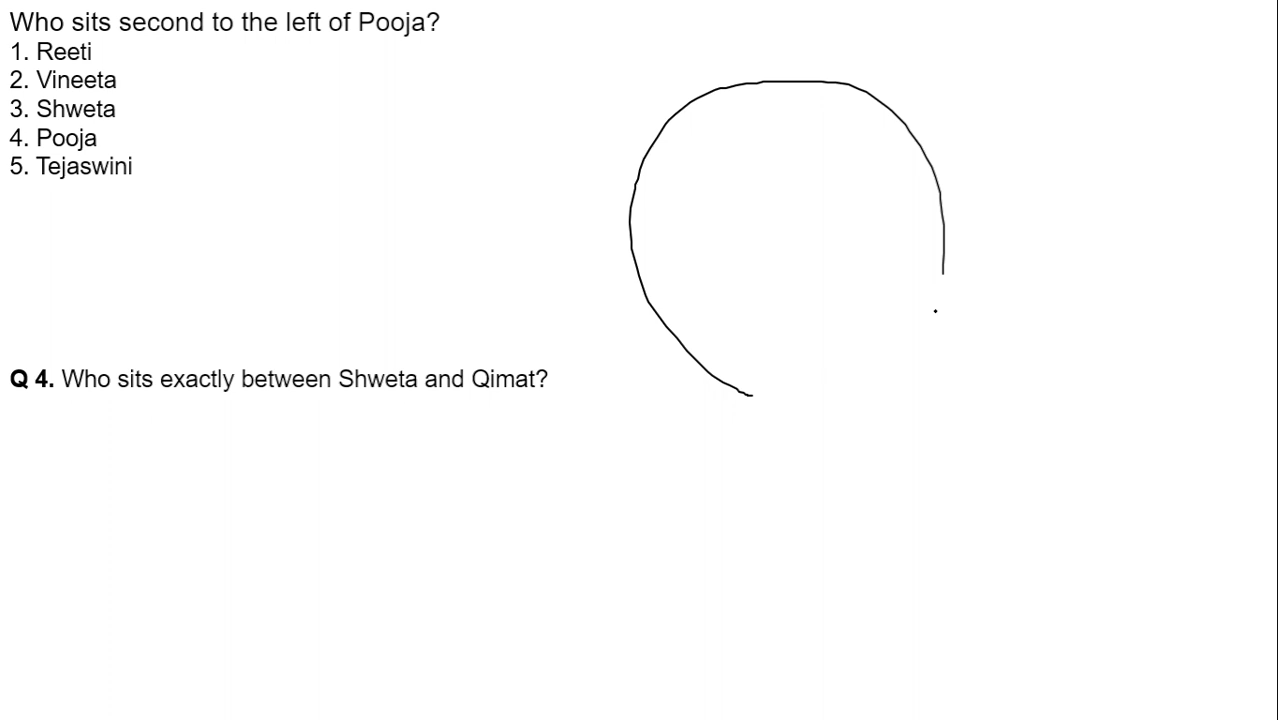 Who sits second to the left of Pooja?
1. Reeti
2. Vineeta
3. Shweta
4. Pooja
5. Tejaswini
Q 4. Who sits exactly between Shweta and Qimat?